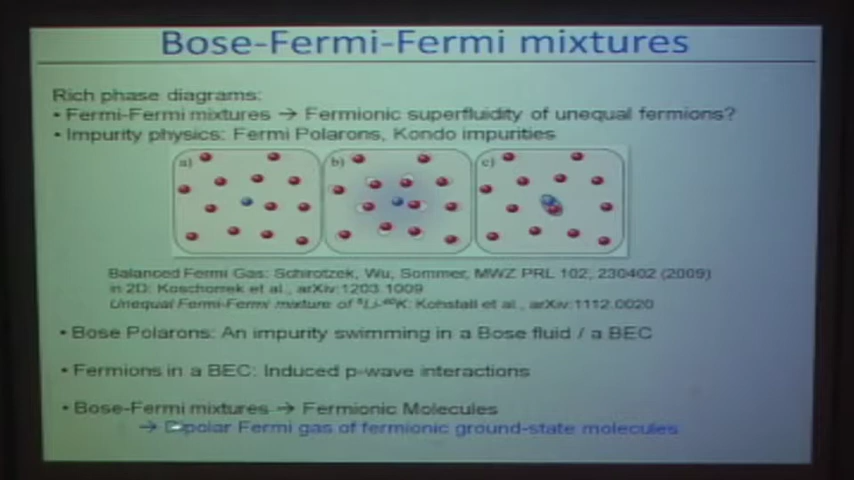 Bose-Fermi-Fermi mixtures
Rich phase diagrams:
• Fermi-Fermi mixtures → Fermionic superfluidity of unequal fermions?
• Impurity physics: Fermi Polarons, Kondo impurities
a) b) c)
Balanced Fermi Gas: Schirotzek, Wu, Sommer, MWZ PRL 102, 230402 (2009)
in 2D: Koschorrek et al., arXiv:1203.1009
Unequal Fermi-Fermi mixture of ⁶Li-⁴⁰K: Kohstall et al., arXiv:1112.0020
• Bose Polarons: An impurity swimming in a Bose fluid / a BEC
• Fermions in a BEC: Induced p-wave interactions
• Bose-Fermi mixtures → Fermionic Molecules
→ Dipolar Fermi gas of fermionic ground-state molecules